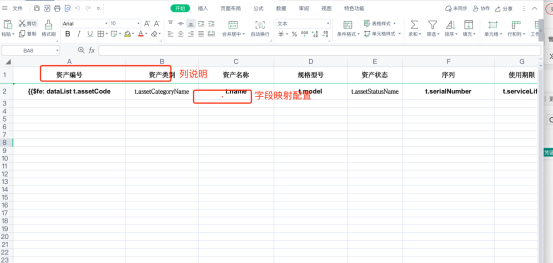 文件 开始 插入 页面布局 公式 数据 审阅 视图 特色功能 未同步 协作 分享
粘贴 剪切 复制 格式刷 Arial 10 合并居中 自动换行 文本 条件格式 表格样式 单元格样式 求和 筛选 排序 填充 单元格 行和列
BA8 fx
A B C D E F G
1 资产编号 资产类别 资产名称 规格型号 资产状态 序列 使用期限
列说明
2 {{$fe: dataList t.assetCode t.assetCategoryName t.name t.model t.assetStatusName t.serialNumber t.serviceLif
字段映射配置
3
4
5
6
7
8
9
10
11
12
13
14
15
16
17
18
19
20
21
22
23